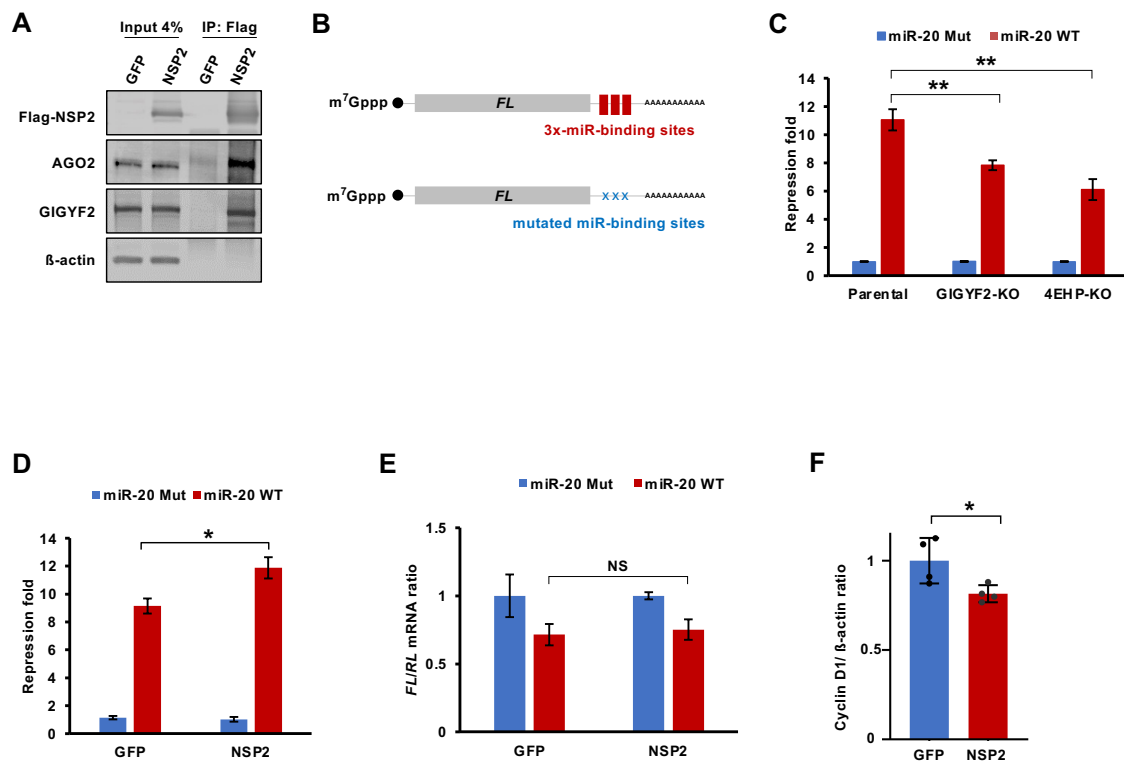 A
Input 4% IP: Flag
GFP NSP2 GFP NSP2
Flag-NSP2
AGO2
GIGYF2
ß-actin
B
m7Gppp FL AAAAAAAAAAA
3x-miR-binding sites
m7Gppp FL x x x AAAAAAAAAAA
mutated miR-binding sites
C
miR-20 Mut miR-20 WT
Repression fold
14
12
10
8
6
4
2
0
**
**
Parental GIGYF2-KO 4EHP-KO
D
miR-20 Mut miR-20 WT
Repression fold
14
12
10
8
6
4
2
0
*
GFP NSP2
E
miR-20 Mut miR-20 WT
FL/RL mRNA ratio
1.5
1
0.5
0
NS
GFP NSP2
F
Cyclin D1/ ß-actin ratio
1
0.5
0
*
GFP NSP2